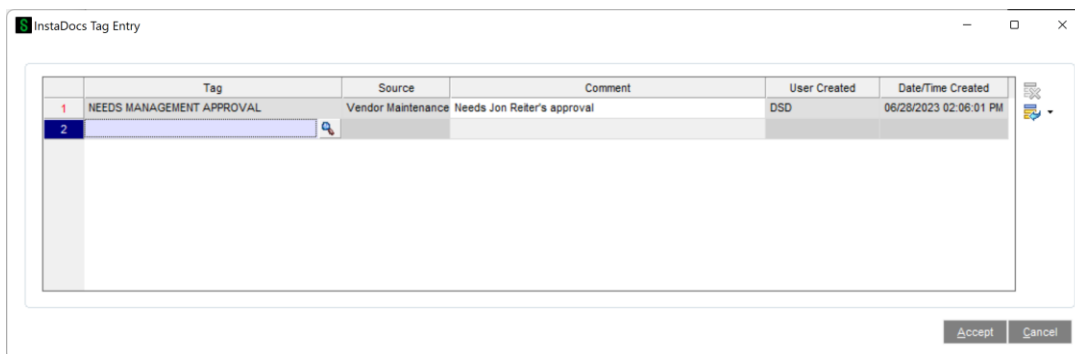 S InstaDocs Tag Entry
Tag Source Comment User Created Date/Time Created
1 NEEDS MANAGEMENT APPROVAL Vendor Maintenance Needs Jon Reiter's approval DSD 06/28/2023 02:06:01 PM
2
Accept Cancel